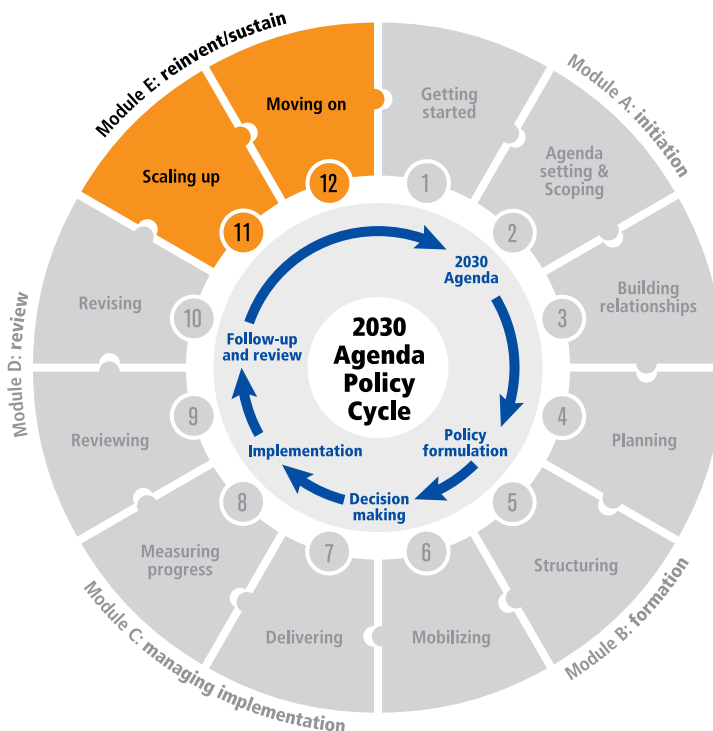 Module E: reinvent/sustain
Module A: initiation
Module B: formation
Module C: managing implementation
Module D: review
Getting
started
1
Agenda
setting &
Scoping
2
Building
relationships
3
Planning
4
Structuring
5
Mobilizing
6
Delivering
7
Measuring
progress
8
Reviewing
9
Revising
10
Scaling up
11
Moving on
12
2030
Agenda
Policy
formulation
Decision
making
Implementation
Follow-up
and review
2030
Agenda
Policy
Cycle